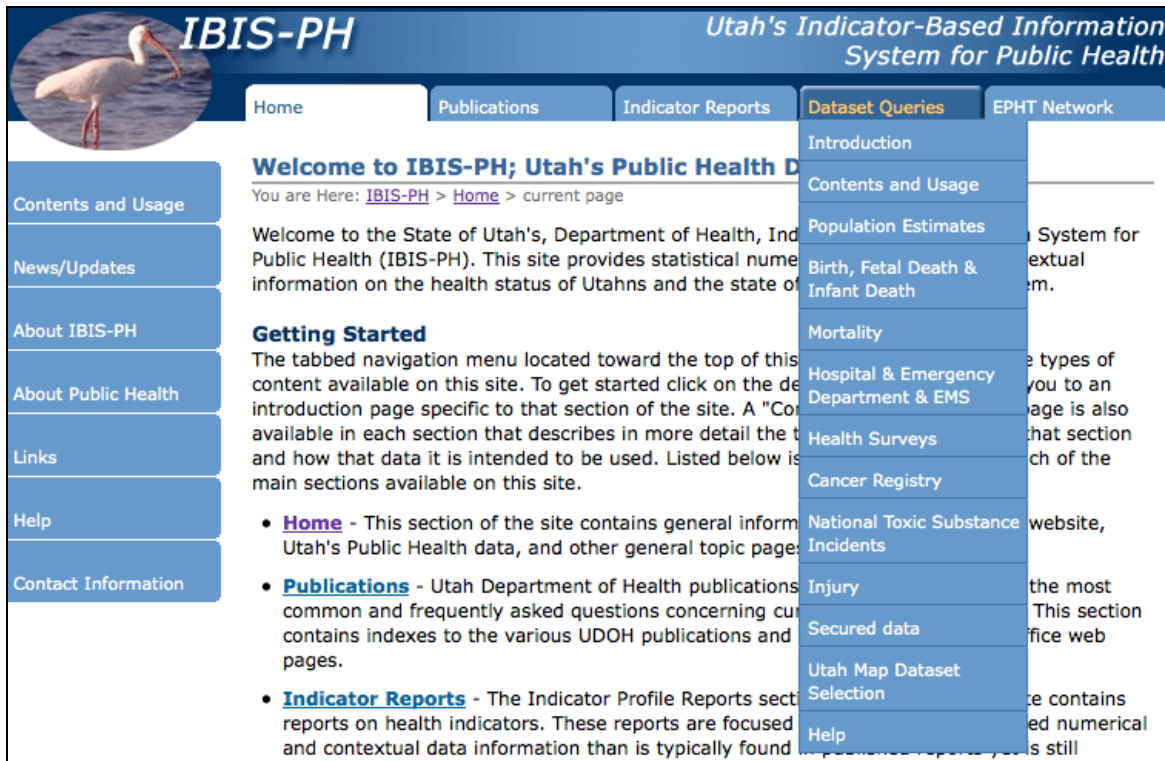 IBIS-PH
Utah's Indicator-Based Information
System for Public Health
Home
Publications
Indicator Reports
Dataset Queries
EPHT Network
Introduction
Contents and Usage
Population Estimates
Birth, Fetal Death &
Infant Death
Mortality
Hospital & Emergency
Department & EMS
Health Surveys
Cancer Registry
National Toxic Substance
Incidents
Injury
Secured data
Utah Map Dataset
Selection
Help
Contents and Usage
News/Updates
About IBIS-PH
About Public Health
Links
Help
Contact Information
Welcome to IBIS-PH; Utah's Public Health D
You are Here: IBIS-PH > Home > current page
Welcome to the State of Utah's, Department of Health, Ind System for
Public Health (IBIS-PH). This site provides statistical nume extual
information on the health status of Utahns and the state of em.
Getting Started
The tabbed navigation menu located toward the top of this e types of
content available on this site. To get started click on the de you to an
introduction page specific to that section of the site. A "Con age is also
available in each section that describes in more detail the t hat section
and how that data it is intended to be used. Listed below is ch of the
main sections available on this site.
• Home - This section of the site contains general inform website,
Utah's Public Health data, and other general topic pages
• Publications - Utah Department of Health publications the most
common and frequently asked questions concerning cur This section
contains indexes to the various UDOH publications and fice web
pages.
• Indicator Reports - The Indicator Profile Reports secti te contains
reports on health indicators. These reports are focused ed numerical
and contextual data information than is typically found is still